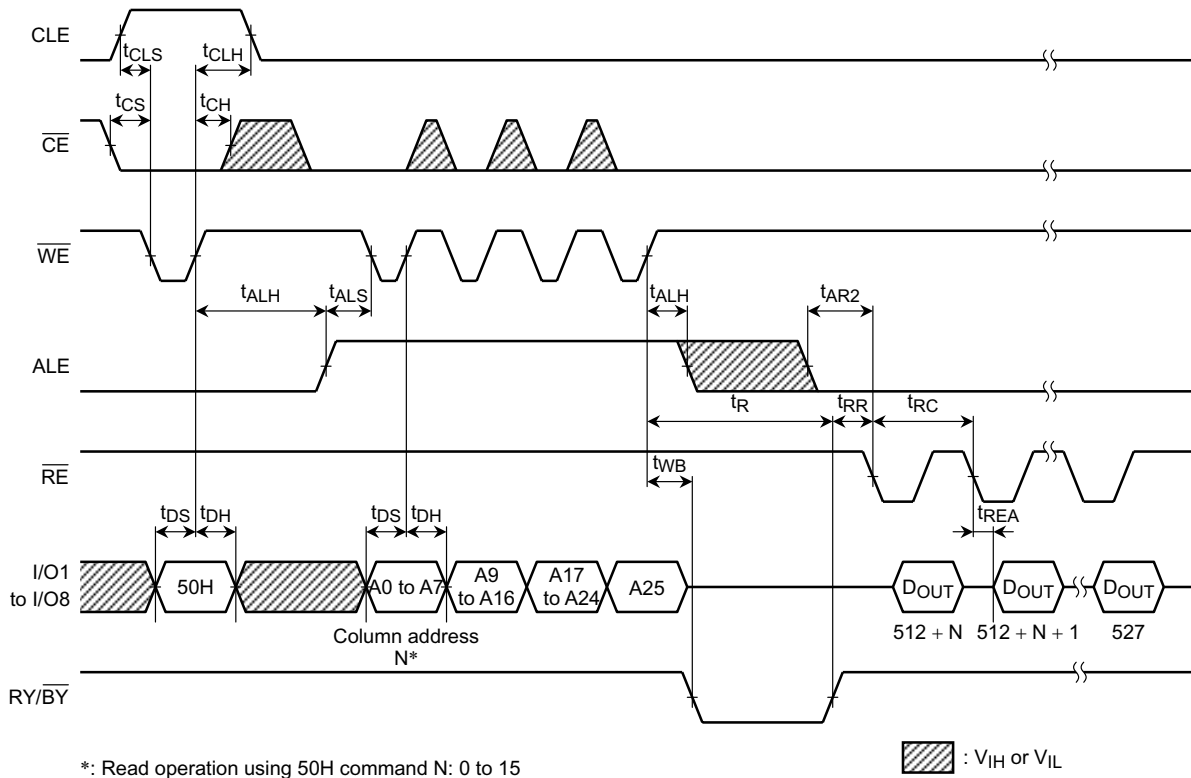 CLE
tCLS
tCLH
tCS
tCH
CE
WE
tALH
tALS
tALH
tAR2
ALE
tR
tRR
tRC
RE
tWB
tDS
tDH
tDS
tDH
tREA
I/O1
to I/O8
50H
A0 to A7
A9
to A16
A17
to A24
A25
DOUT
DOUT
DOUT
Column address
N*
512 + N
512 + N + 1
527
RY/BY
*: Read operation using 50H command N: 0 to 15
: VIH or VIL